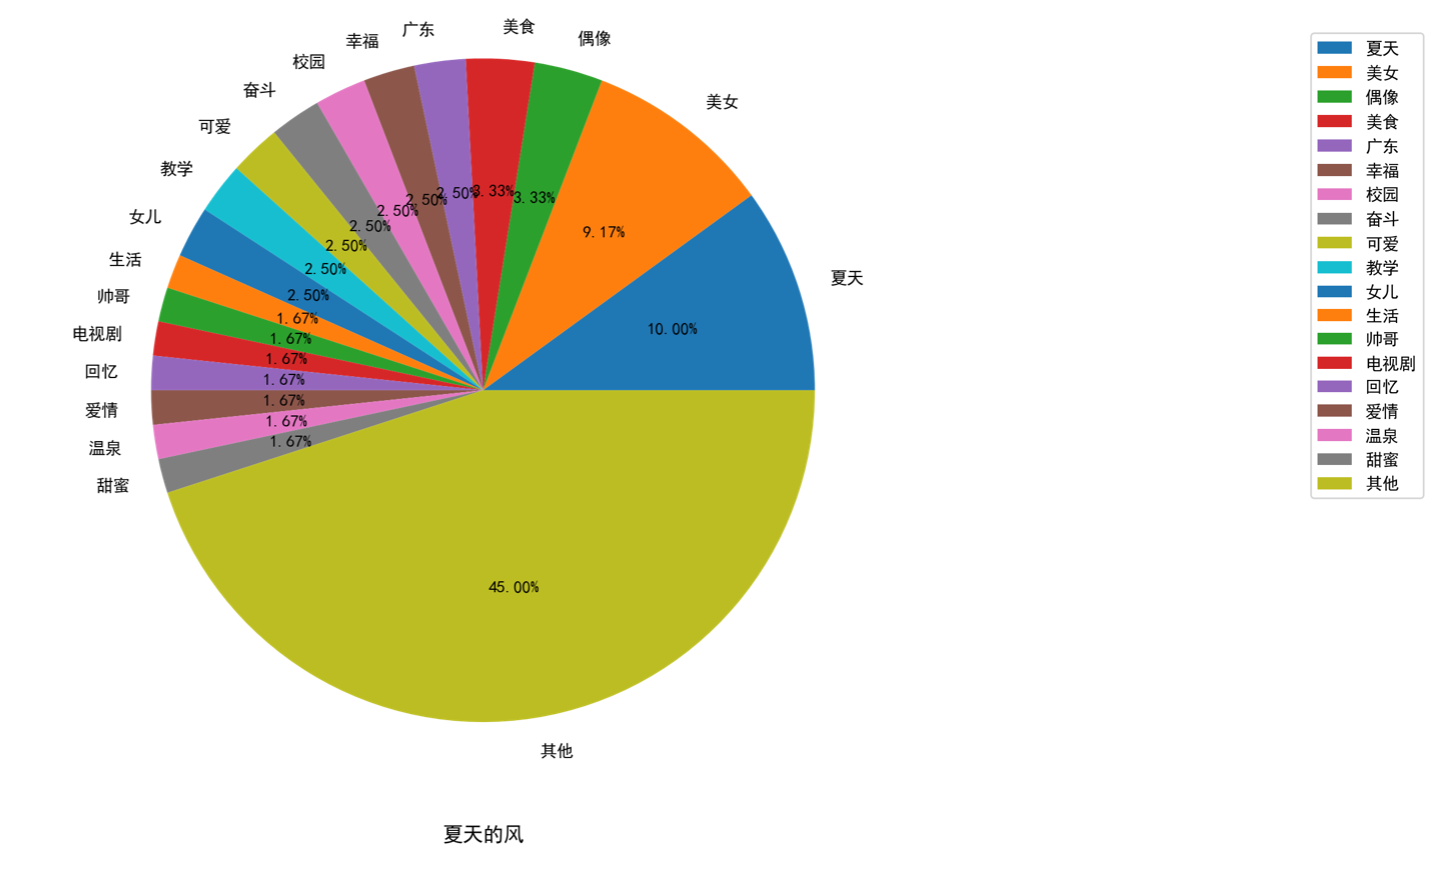 广东
美食
偶像
幸福
校园
奋斗
美女
可爱
教学
女儿
生活
夏天
帅哥
电视剧
回忆
爱情
温泉
甜蜜
其他
3.33%
3.33%
2.50%
2.50%
2.50%
2.50%
2.50%
2.50%
2.50%
9.17%
10.00%
1.67%
1.67%
1.67%
1.67%
1.67%
1.67%
1.67%
45.00%
夏天的风
夏天
美女
偶像
美食
广东
幸福
校园
奋斗
可爱
教学
女儿
生活
帅哥
电视剧
回忆
爱情
温泉
甜蜜
其他